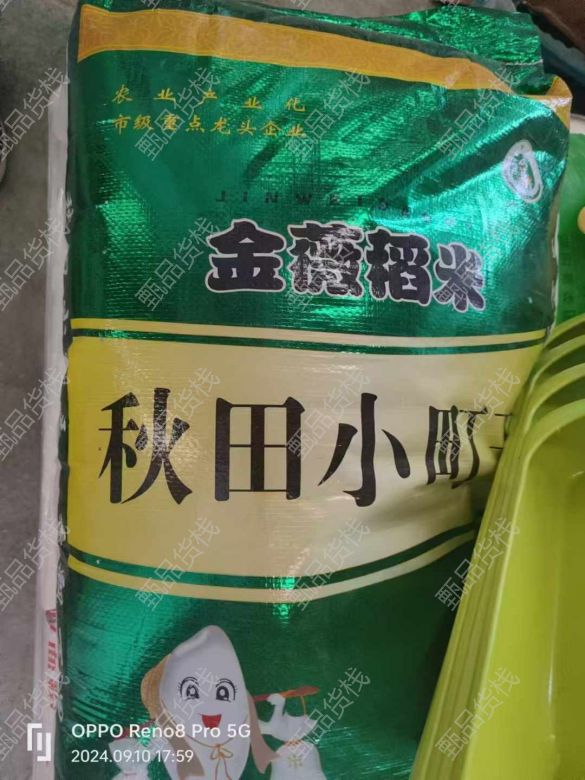 农业产业化
市级重点龙头企业
金薇稻米
秋田小町
OPPO Reno8 Pro 5G
2024.09.10 17:59
甄品货栈